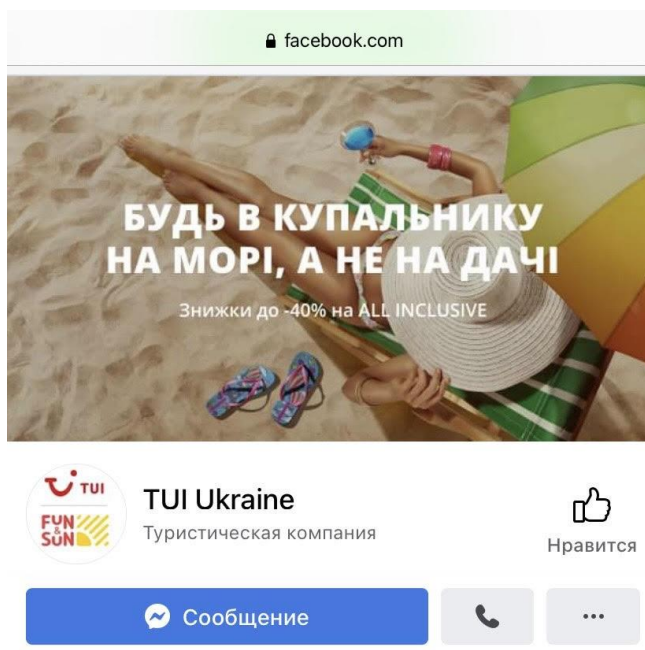 facebook.com
БУДЬ В КУПАЛЬНИКУ
НА МОРІ, А НЕ НА ДАЧІ
Знижки до -40% на ALL INCLUSIVE
TUI
FUN
&
SUN
TUI Ukraine
Туристическая компания
Нравится
Сообщение